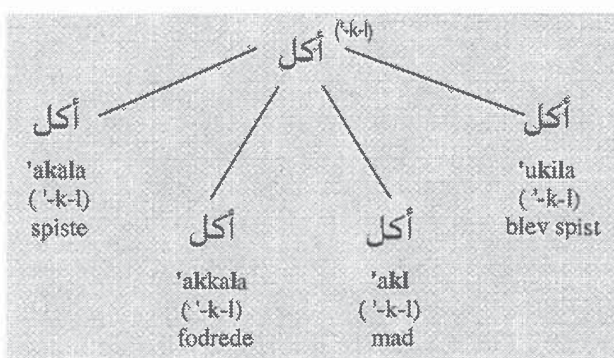 أكل ('-k-l)
أكل
'akala
('-k-l)
spiste
أكل
'akkala
('-k-l)
fodrede
أكل
'akl
('-k-l)
mad
أكل
'ukila
('-k-l)
blev spist